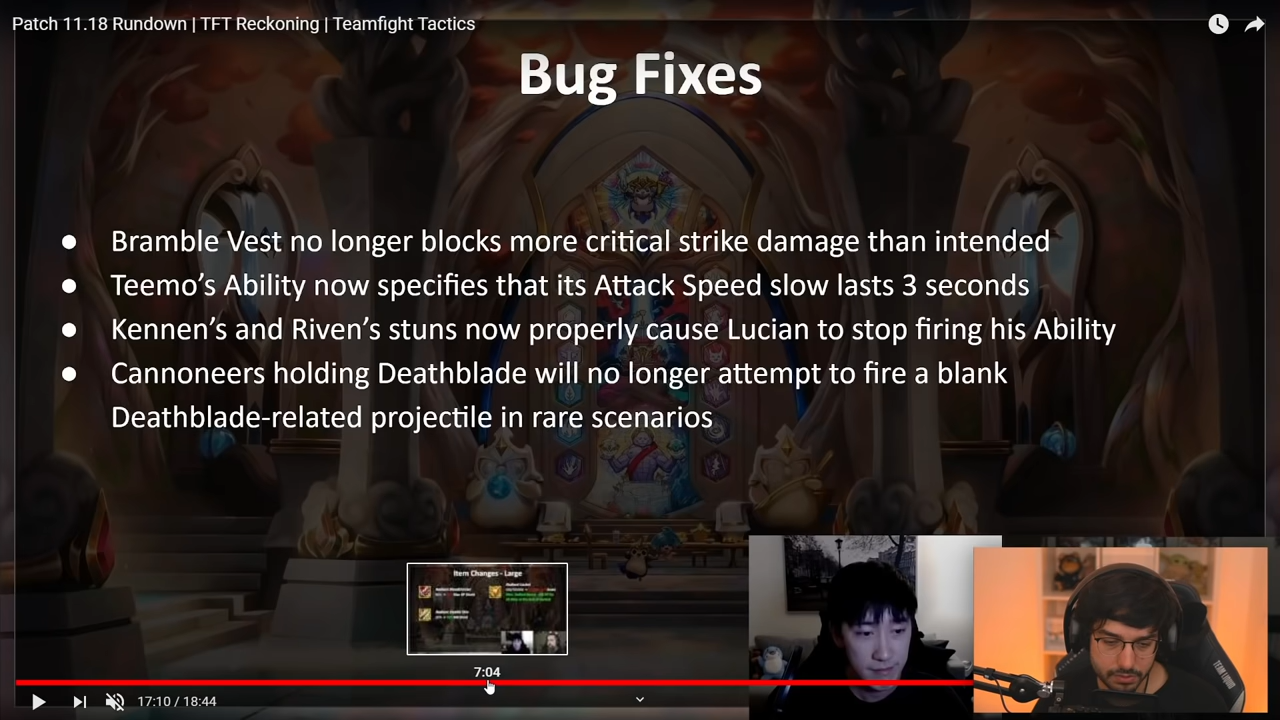 Patch 11.18 Rundown | TFT Reckoning | Teamfight Tactics
Bug Fixes
● Bramble Vest no longer blocks more critical strike damage than intended
● Teemo’s Ability now specifies that its Attack Speed slow lasts 3 seconds
● Kennen’s and Riven’s stuns now properly cause Lucian to stop firing his Ability
● Cannoneers holding Deathblade will no longer attempt to fire a blank
Deathblade-related projectile in rare scenarios
Item Changes - Large
7:04
17:10 / 18:44